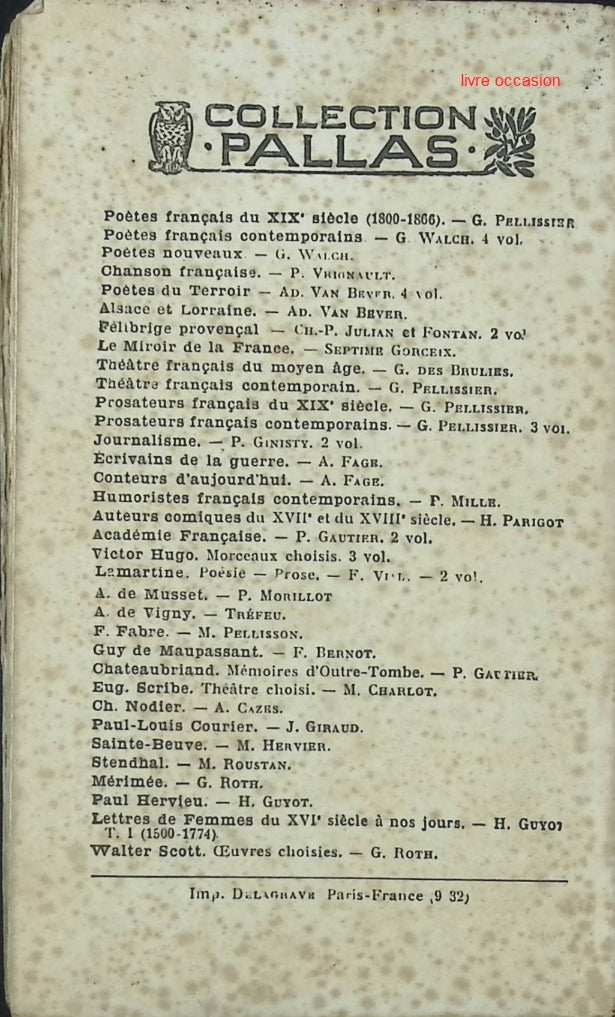 livre occasion
COLLECTION
·PALLAS·
Poètes français du XIXᵉ siècle (1800-1866). — G. PELLISSIER
Poètes français contemporains — G. WALCH. 4 vol.
Poètes nouveaux — G. WALCH.
Chanson française. — P. VRIGNAULT.
Poètes du Terroir — AD. VAN BEVER. 4 vol.
Alsace et Lorraine. — AD. VAN BEVER.
Félibrige provençal — CH.-P. JULIAN et FONTAN. 2 vol
Le Miroir de la France. — SEPTIME GORCEIX.
Théâtre français du moyen âge. — G. DES BRULIES.
Théâtre français contemporain. — G. PELLISSIER.
Prosateurs français du XIXᵉ siècle. — G. PELLISSIER.
Prosateurs français contemporains. — G. PELLISSIER. 3 vol.
Journalisme. — P. GINISTY. 2 vol.
Écrivains de la guerre. — A. FAGE.
Conteurs d'aujourd'hui. — A. FAGE.
Humoristes français contemporains. — P. MILLE.
Auteurs comiques du XVIIᵉ et du XVIIIᵉ siècle. — H. PARIGOT
Académie Française. — P. GAUTIER. 2 vol.
Victor Hugo. Morceaux choisis. 3 vol.
Lamartine. Poésie — Prose. — F. — 2 vol.
A. de Musset. — P. MORILLOT
A. de Vigny. — TRÉFEU.
F. Fabre. — M. PELLISSON.
Guy de Maupassant. — F. BERNOT.
Chateaubriand. Mémoires d'Outre-Tombe. — P. GAUTIER.
Eug. Scribe. Théâtre choisi. — M. CHARLOT.
Ch. Nodier. — A. CAZES.
Paul-Louis Courier. — J. GIRAUD.
Sainte-Beuve. — M. HERVIER.
Stendhal. — M. ROUSTAN.
Mérimée. — G. ROTH.
Paul Hervieu. — H. GUYOT.
Lettres de Femmes du XVIᵉ siècle à nos jours. — H. GUYOT
T. I (1500-1774).
Walter Scott. Œuvres choisies. — G. ROTH.
Imp. DELAGRAVE Paris-France (9 32)